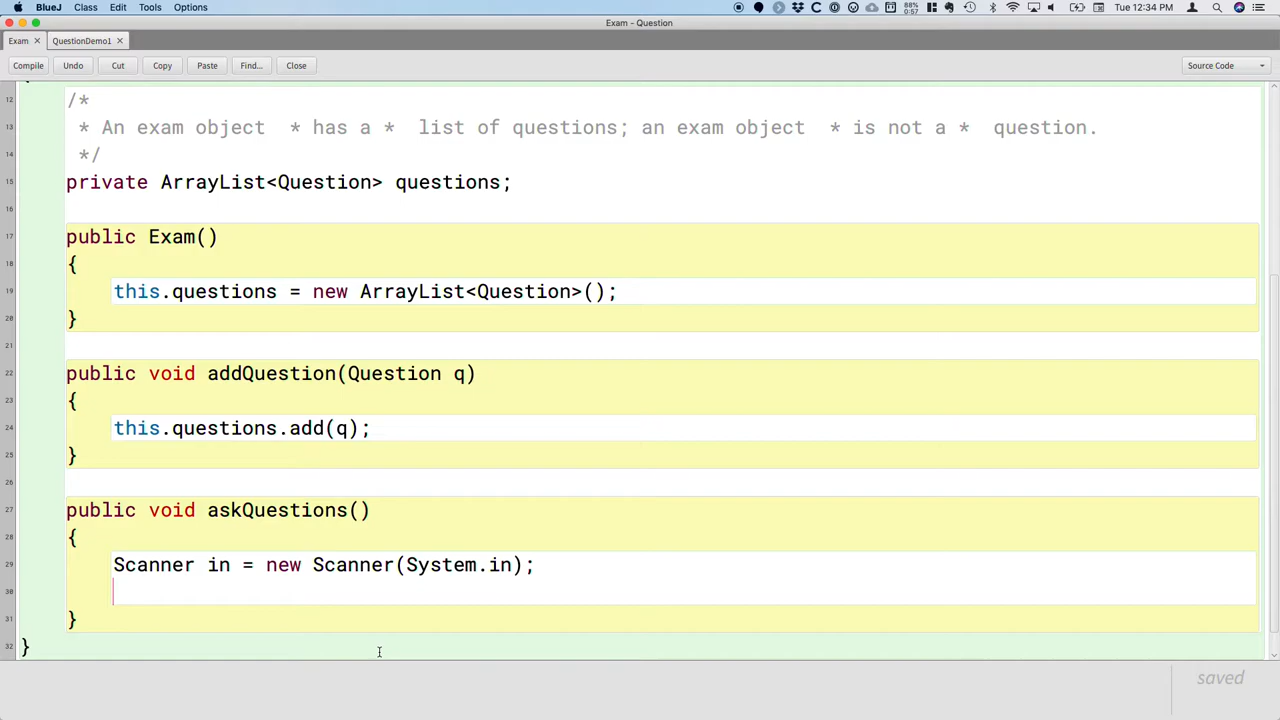 BlueJ Class Edit Tools Options 88% 0:57 Tue 12:34 PM
Exam - Question
Exam QuestionDemo1
Compile Undo Cut Copy Paste Find... Close Source Code
12 /*
13 * An exam object  * has a *  list of questions; an exam object  * is not a *  question.
14 */
15 private ArrayList<Question> questions;
16
17 public Exam()
18 {
19 this.questions = new ArrayList<Question>();
20 }
21
22 public void addQuestion(Question q)
23 {
24 this.questions.add(q);
25 }
26
27 public void askQuestions()
28 {
29 Scanner in = new Scanner(System.in);
30
31 }
32 }
saved